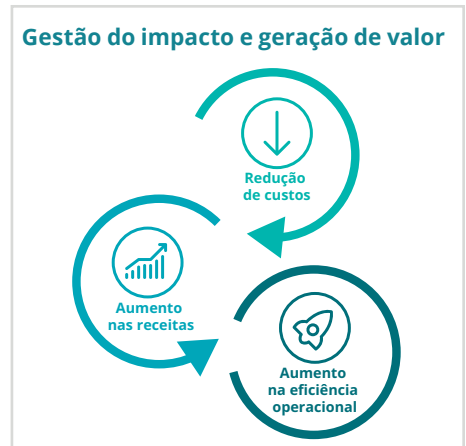 Gestão do impacto e geração de valor
Redução
de custos
Aumento
nas receitas
Aumento
na eficiência
operacional